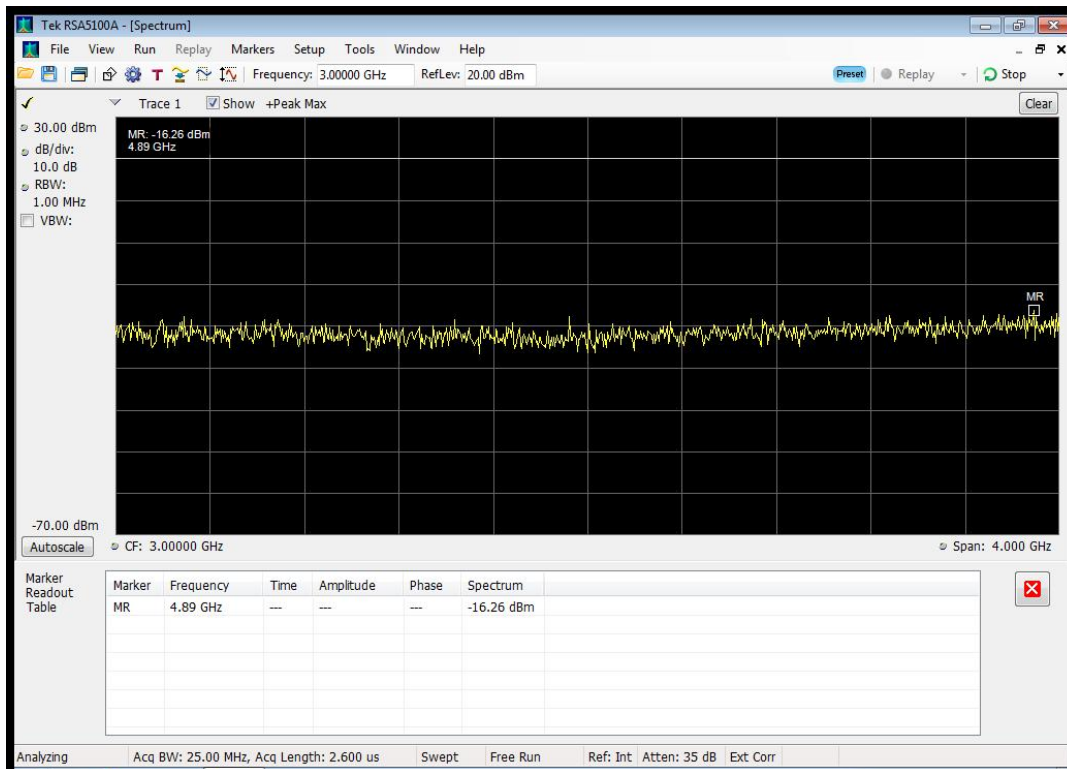 Tek RSA5100A - [Spectrum]
File View Run Replay Markers Setup Tools Window Help
Frequency: 3.00000 GHz RefLev: 20.00 dBm Preset Replay Stop
Trace 1 Show +Peak Max Clear
30.00 dBm
dB/div:
10.0 dB
RBW:
1.00 MHz
VBW:
MR: -16.26 dBm
4.89 GHz
MR
-70.00 dBm
Autoscale CF: 3.00000 GHz Span: 4.000 GHz
Marker
Readout
Table
Marker Frequency Time Amplitude Phase Spectrum
MR 4.89 GHz --- --- --- -16.26 dBm
Analyzing Acq BW: 25.00 MHz, Acq Length: 2.600 us Swept Free Run Ref: Int Atten: 35 dB Ext Corr